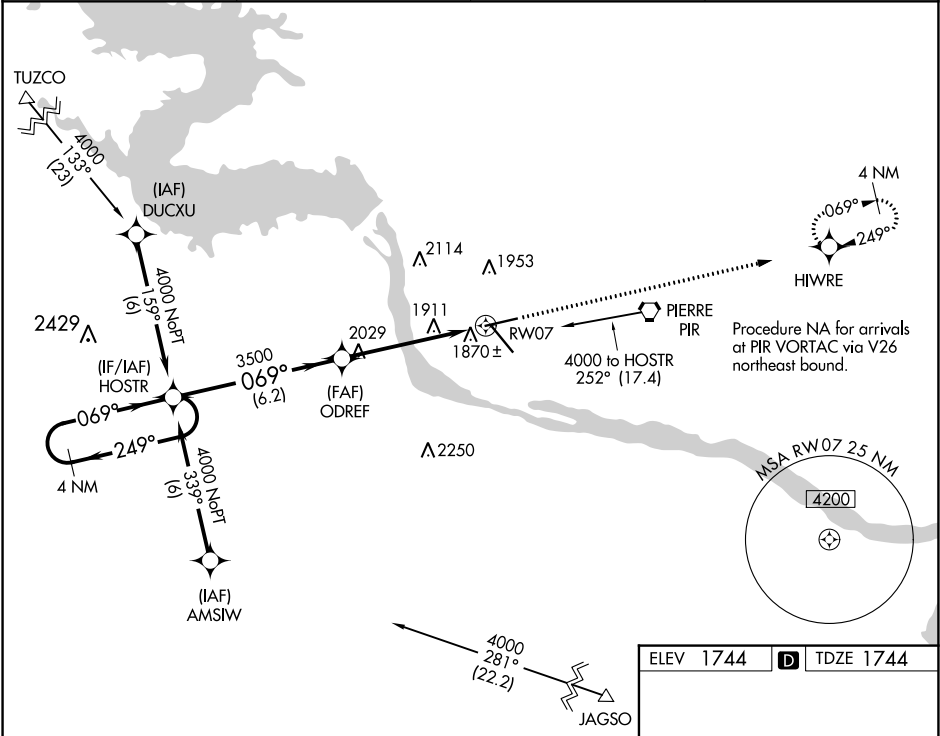 TUZCO
4000
133°
(23)
(IAF)
DUCXU
4000 NoPT
159°
(6)
4 NM
069°
249°
HIWRE
2114
1953
1911
RW07
1870±
PIERRE
PIR
4000 to HOSTR
252° (17.4)
Procedure NA for arrivals
at PIR VORTAC via V26
northeast bound.
2429
(IF/IAF)
HOSTR
3500
069°
(6.2)
2029
(FAF)
ODREF
069°
249°
4 NM
4000 NoPT
339°
(6)
(IAF)
AMSIW
2250
MSA RW07 25 NM
4200
4000
281°
(22.2)
JAGSO
ELEV 1744 D TDZE 1744